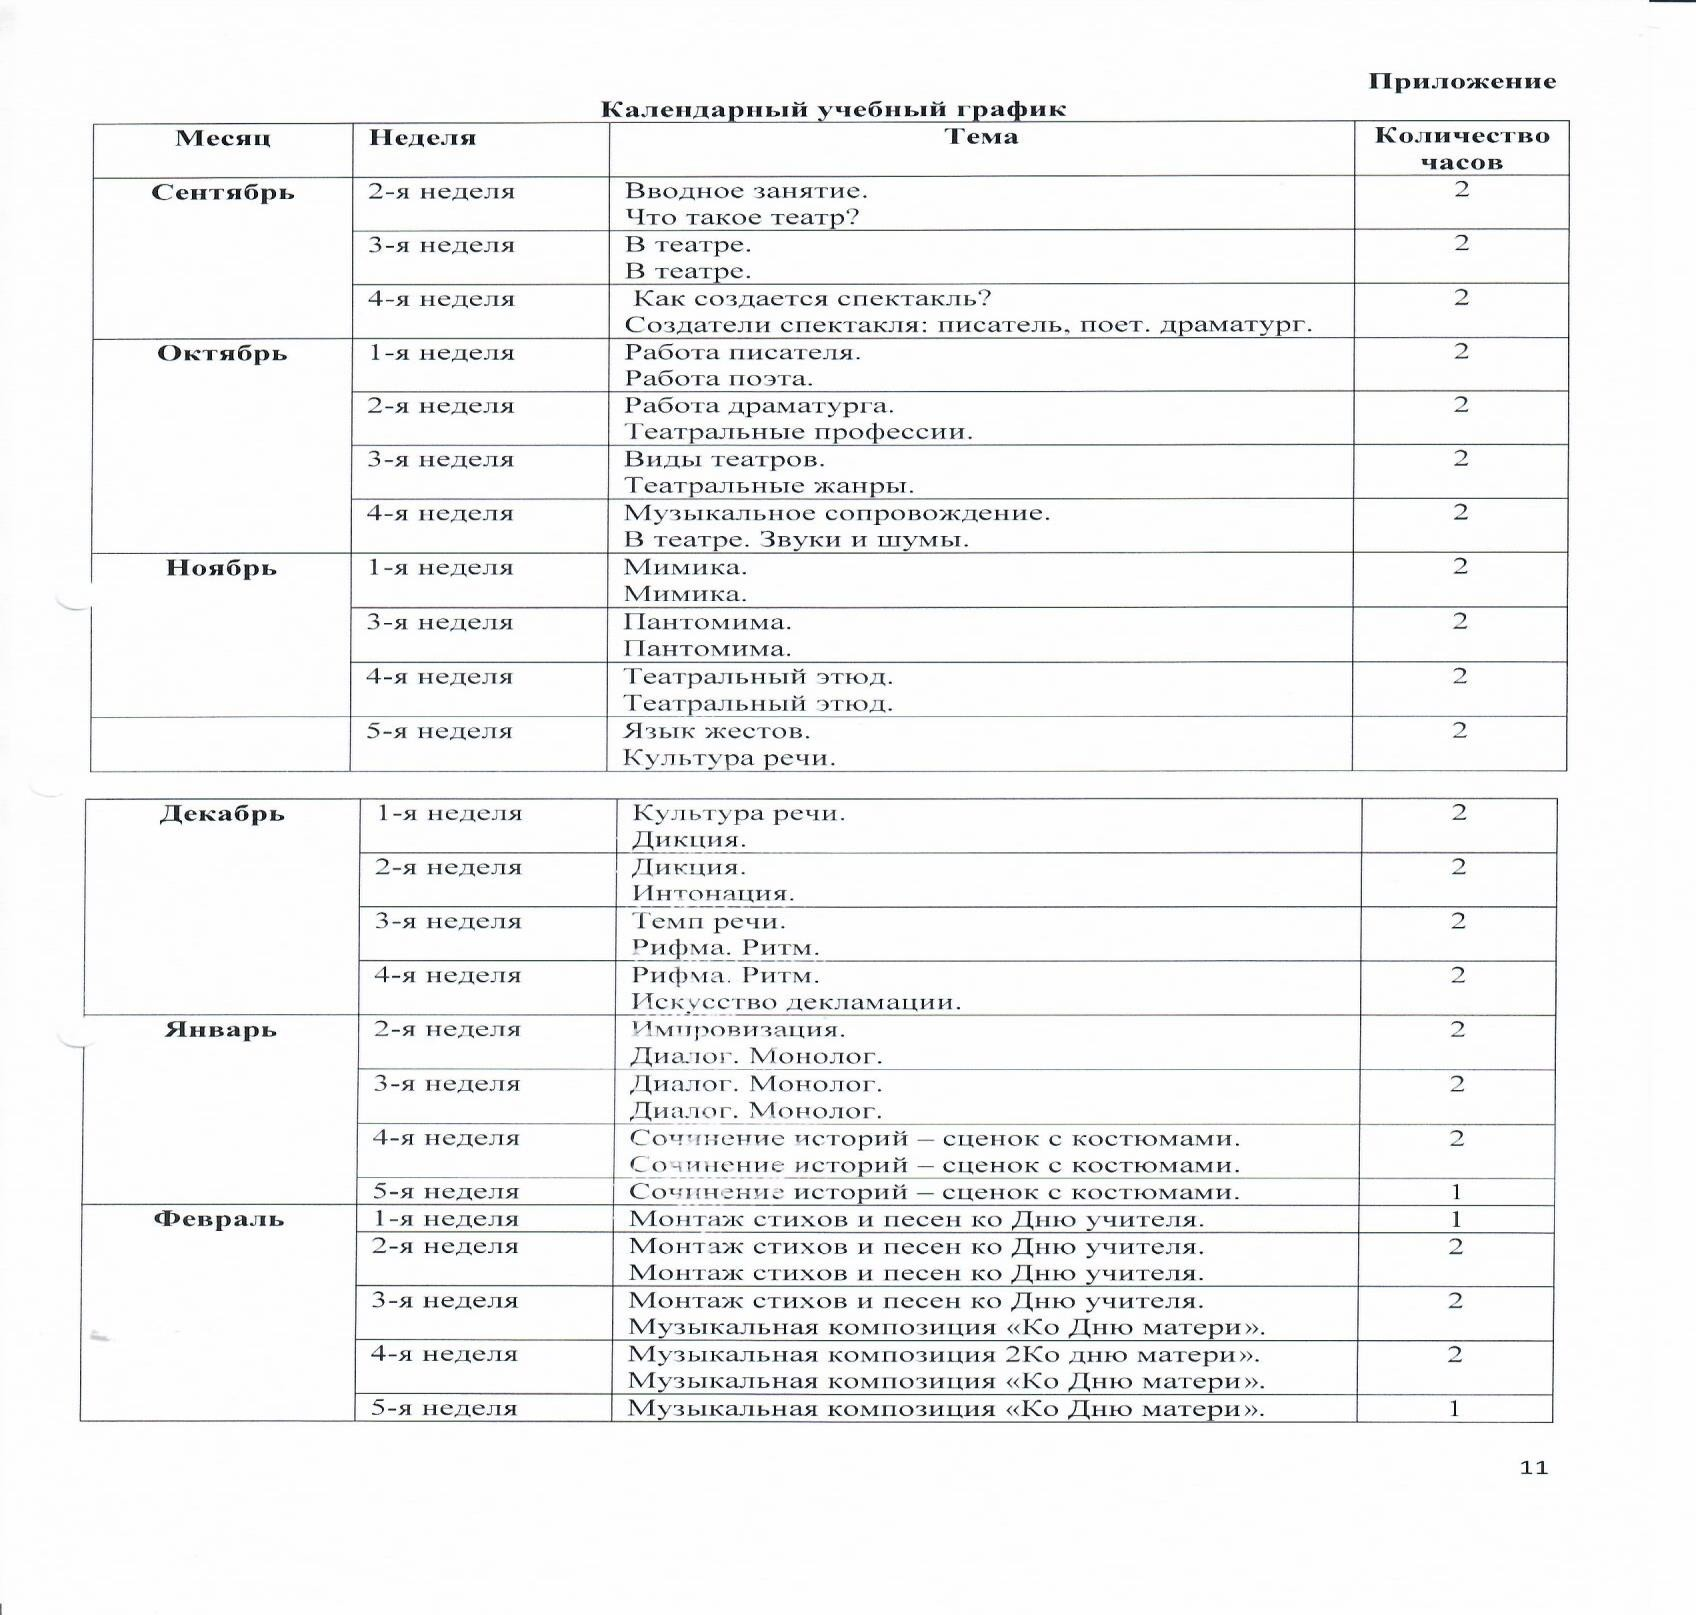 Приложение
Календарный учебный график
Месяц Неделя Тема Количество
часов
Сентябрь 2-я неделя Вводное занятие. 2
Что такое театр?
3-я неделя В театре. 2
В театре.
4-я неделя Как создается спектакль? 2
Создатели спектакля: писатель, поет. драматург.
Октябрь 1-я неделя Работа писателя. 2
Работа поэта.
2-я неделя Работа драматурга. 2
Театральные профессии.
3-я неделя Виды театров. 2
Театральные жанры.
4-я неделя Музыкальное сопровождение. 2
В театре. Звуки и шумы.
Ноябрь 1-я неделя Мимика. 2
Мимика.
3-я неделя Пантомима. 2
Пантомима.
4-я неделя Театральный этюд. 2
Театральный этюд.
5-я неделя Язык жестов. 2
Культура речи.
Декабрь 1-я неделя Культура речи. 2
Дикция.
2-я неделя Дикция. 2
Интонация.
3-я неделя Темп речи. 2
Рифма. Ритм.
4-я неделя Рифма. Ритм. 2
Искусство декламации.
Январь 2-я неделя Импровизация. 2
Диалог. Монолог.
3-я неделя Диалог. Монолог. 2
Диалог. Монолог.
4-я неделя Сочинение историй – сценок с костюмами. 2
Сочинение историй – сценок с костюмами.
5-я неделя Сочинение историй – сценок с костюмами. 1
Февраль 1-я неделя Монтаж стихов и песен ко Дню учителя. 1
2-я неделя Монтаж стихов и песен ко Дню учителя. 2
Монтаж стихов и песен ко Дню учителя.
3-я неделя Монтаж стихов и песен ко Дню учителя. 2
Музыкальная композиция «Ко Дню матери».
4-я неделя Музыкальная композиция 2Ко дню матери». 2
Музыкальная композиция «Ко Дню матери».
5-я неделя Музыкальная композиция «Ко Дню матери». 1
11